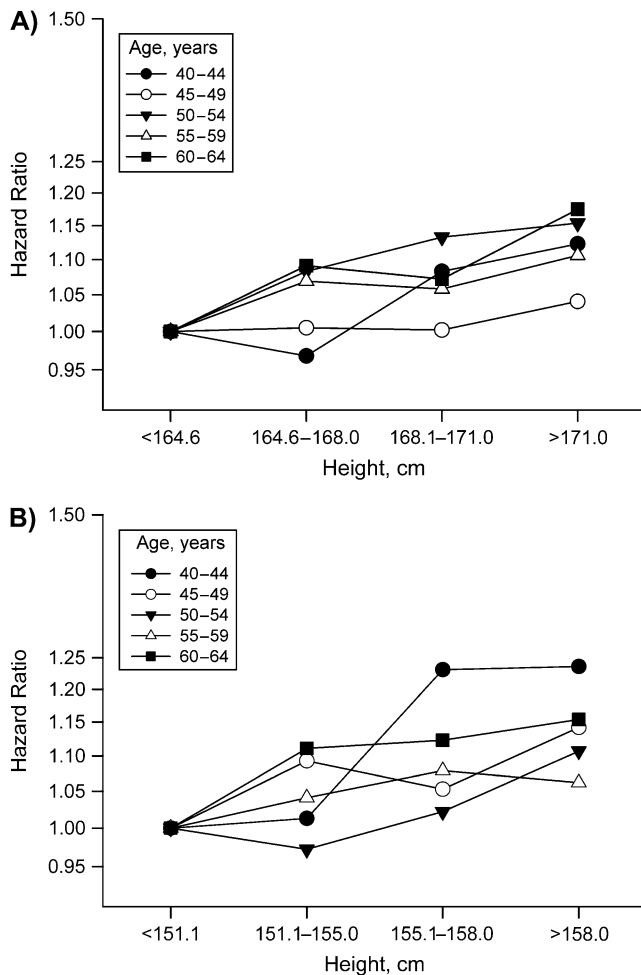 A)
1.50
1.25
1.20
1.15
1.10
1.05
1.00
0.95
Hazard Ratio
Age, years
40–44
45–49
50–54
55–59
60–64
<164.6 164.6–168.0 168.1–171.0 >171.0
Height, cm
B)
1.50
1.25
1.20
1.15
1.10
1.05
1.00
0.95
Hazard Ratio
Age, years
40–44
45–49
50–54
55–59
60–64
<151.1 151.1–155.0 155.1–158.0 >158.0
Height, cm